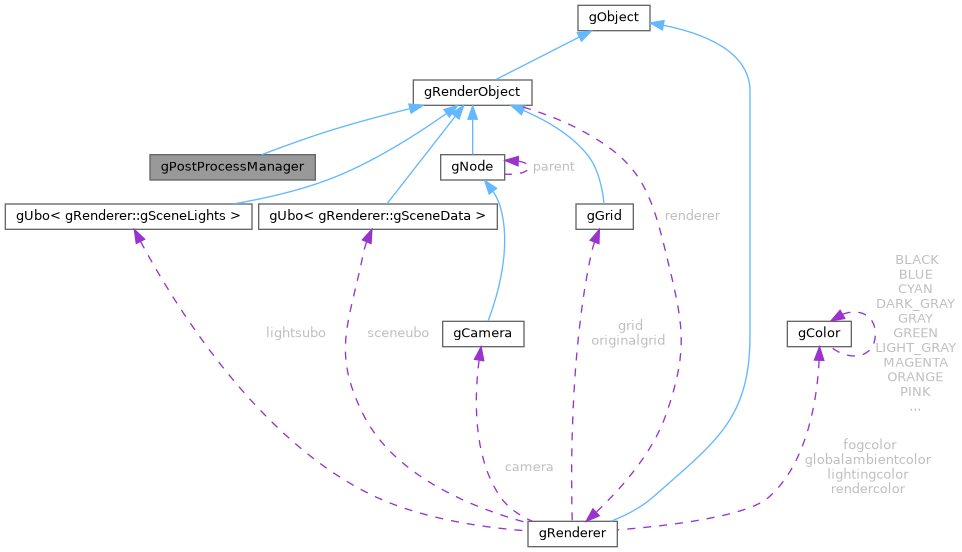 gObject
gRenderObject
gPostProcessManager
gNode
parent
gUbo< gRenderer::gSceneLights >
gUbo< gRenderer::gSceneData >
gGrid
renderer
BLACK
BLUE
CYAN
DARK_GRAY
GRAY
GREEN
LIGHT_GRAY
MAGENTA
ORANGE
PINK
...
lightsubo
sceneubo
gCamera
grid
originalgrid
gColor
fogcolor
globalambientcolor
lightingcolor
rendercolor
camera
gRenderer